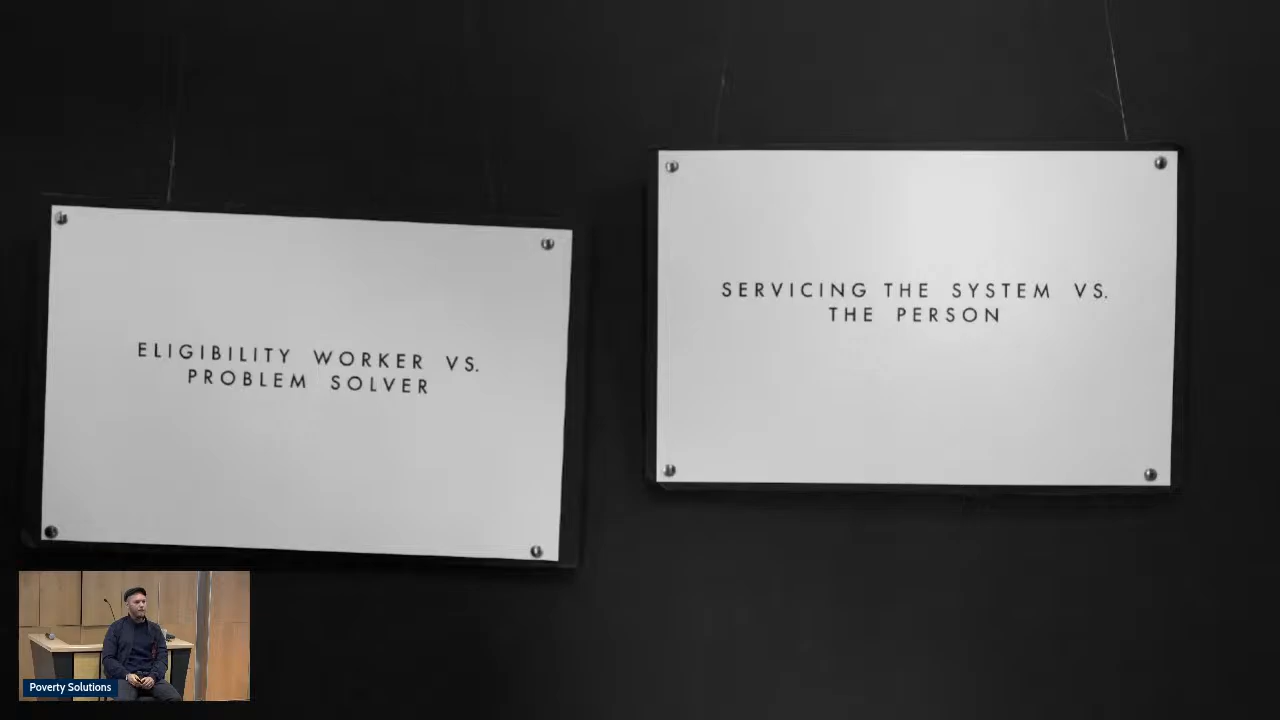 ELIGIBILITY WORKER VS.
PROBLEM SOLVER
SERVICING THE SYSTEM VS.
THE PERSON
Poverty Solutions